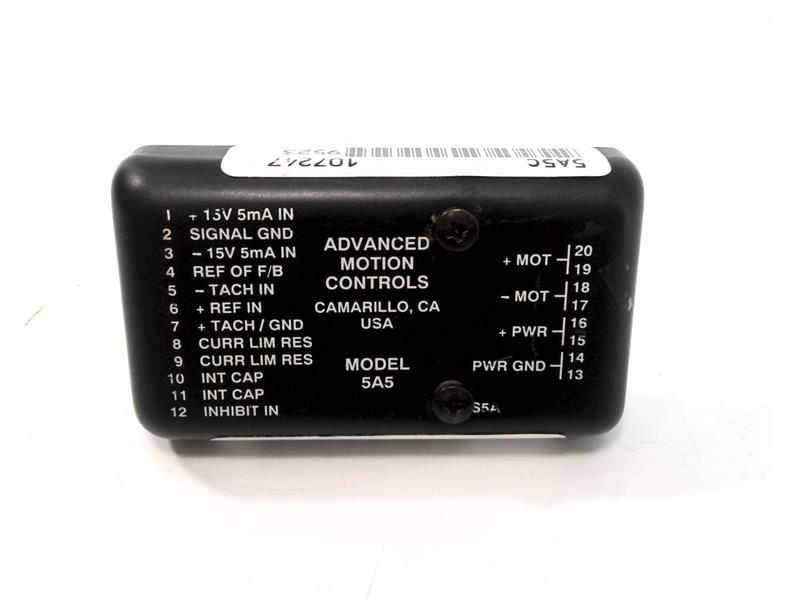 5A5C
107247
9523
1 + 15V 5mA IN
2 SIGNAL GND
3 – 15V 5mA IN
4 REF OF F/B
5 – TACH IN
6 + REF IN
7 + TACH / GND
8 CURR LIM RES
9 CURR LIM RES
10 INT CAP
11 INT CAP
12 INHIBIT IN
ADVANCED
MOTION
CONTROLS
CAMARILLO, CA
USA
MODEL
5A5
+ MOT 20
19
– MOT 18
17
+ PWR 16
15
PWR GND 14
13
S5A